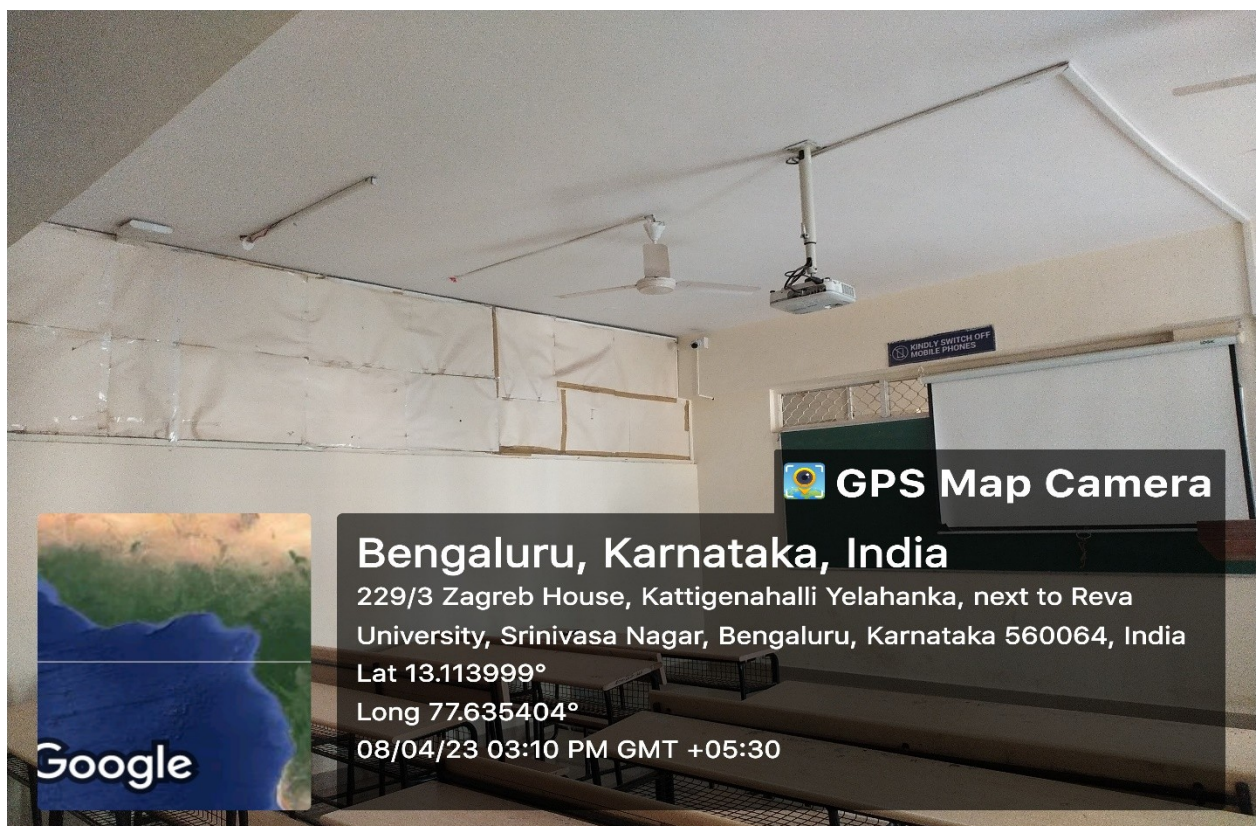 KINDLY SWITCH OFF
MOBILE PHONES
GPS Map Camera
Bengaluru, Karnataka, India
229/3 Zagreb House, Kattigenahalli Yelahanka, next to Reva
University, Srinivasa Nagar, Bengaluru, Karnataka 560064, India
Lat 13.113999°
Long 77.635404°
08/04/23 03:10 PM GMT +05:30
Google